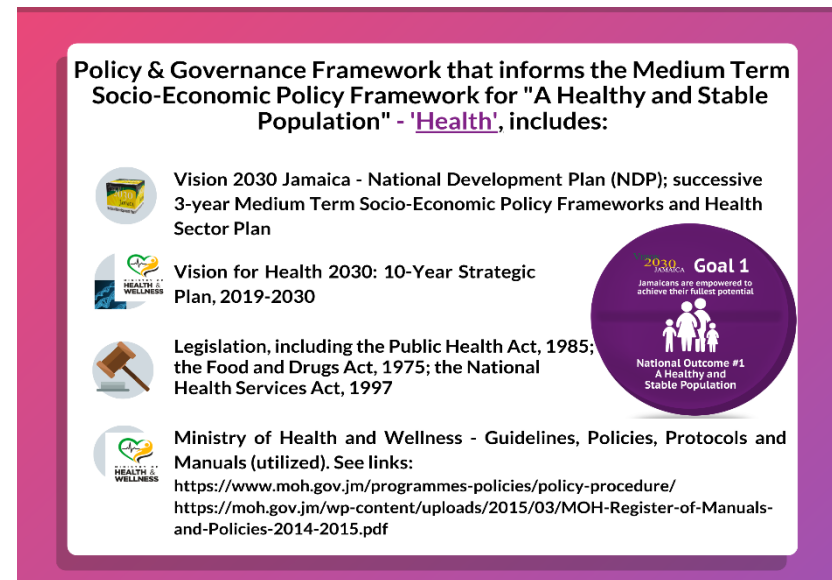 Policy & Governance Framework that informs the Medium Term
Socio-Economic Policy Framework for "A Healthy and Stable
Population" - 'Health', includes:
Vision 2030 Jamaica - National Development Plan (NDP); successive
3-year Medium Term Socio-Economic Policy Frameworks and Health
Sector Plan
HEALTH &
WELLNESS
Vision for Health 2030: 10-Year Strategic
Plan, 2019-2030
2030
JAMAICA
Goal 1
Jamaicans are empowered to
achieve their fullest potential
National Outcome #1
A Healthy and
Stable Population
Legislation, including the Public Health Act, 1985;
the Food and Drugs Act, 1975; the National
Health Services Act, 1997
MINISTRY OF
HEALTH &
WELLNESS
Ministry of Health and Wellness - Guidelines, Policies, Protocols and
Manuals (utilized). See links:
https://www.moh.gov.jm/programmes-policies/policy-procedure/
https://moh.gov.jm/wp-content/uploads/2015/03/MOH-Register-of-Manuals-
and-Policies-2014-2015.pdf